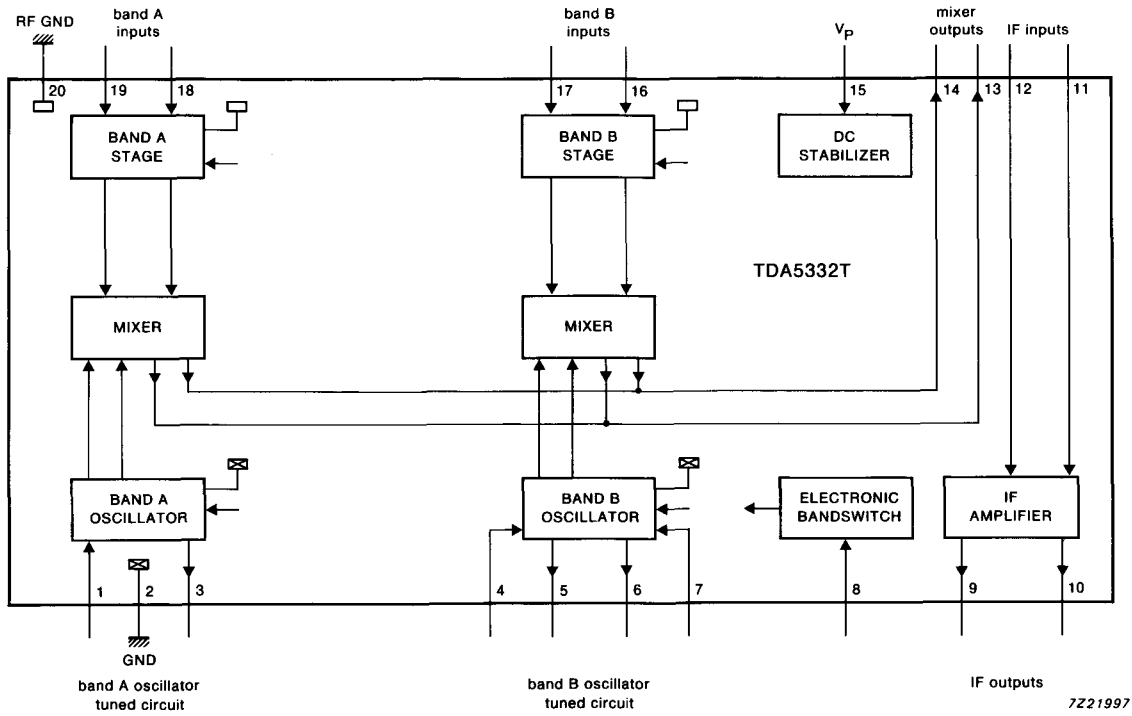 RF GND
band A
inputs
band B
inputs
VP
mixer
outputs
IF inputs
20
19
18
17
16
15
14
13
12
11
BAND A
STAGE
BAND B
STAGE
DC
STABILIZER
TDA5332T
MIXER
MIXER
BAND A
OSCILLATOR
BAND B
OSCILLATOR
ELECTRONIC
BANDSWITCH
IF
AMPLIFIER
1
2
3
4
5
6
7
8
9
10
GND
band A oscillator
tuned circuit
band B oscillator
tuned circuit
IF outputs
7Z21997